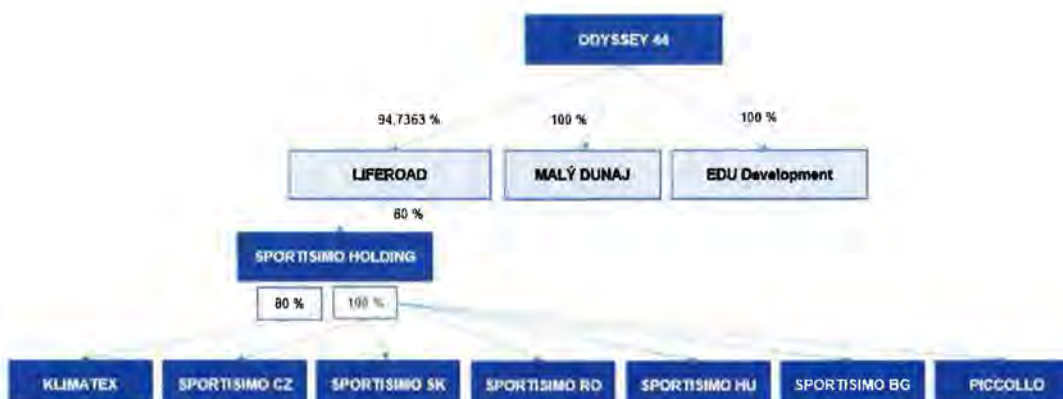 ODYSSEY 44
94,7363 % 100 % 100 %
LIFEROAD MALÝ DUNAJ EDU Development
80 %
SPORTISIMO HOLDING
80 % 100 %
KLIMATEX SPORTISIMO CZ SPORTISIMO SK SPORTISIMO RO SPORTISIMO HU SPORTISIMO BG PICCOLLO